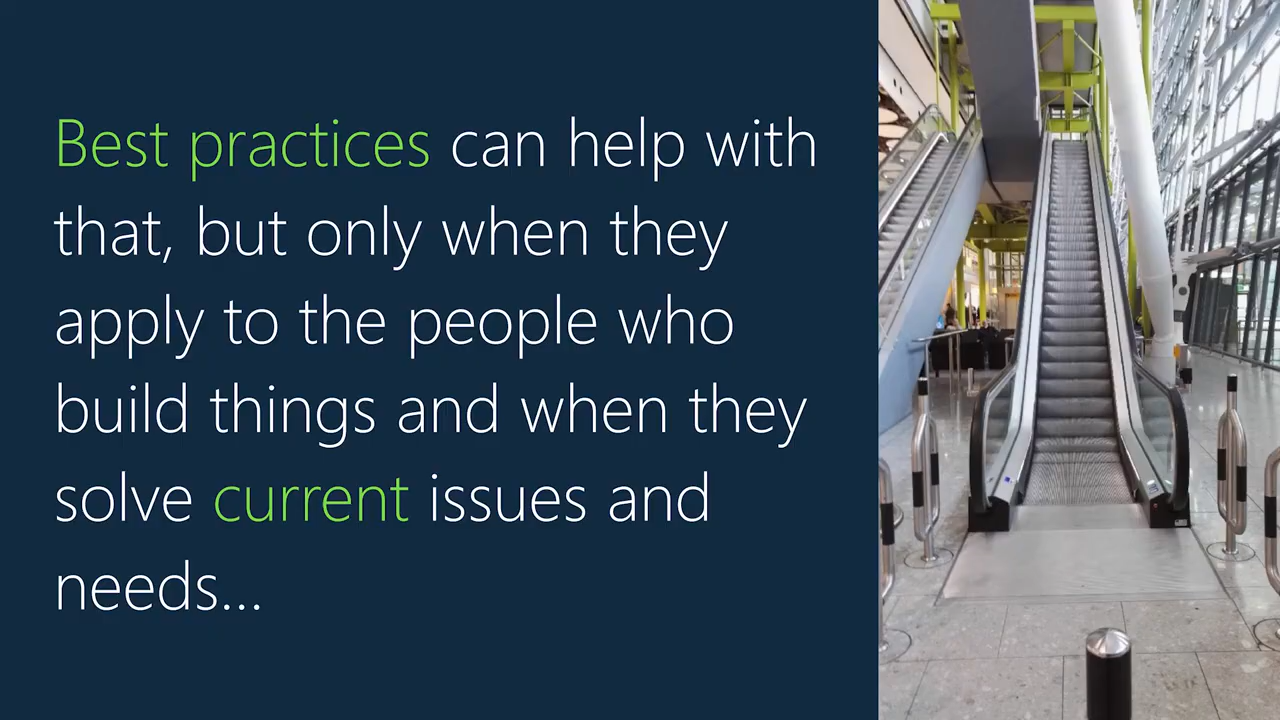 Best practices can help with
that, but only when they
apply to the people who
build things and when they
solve current issues and
needs...